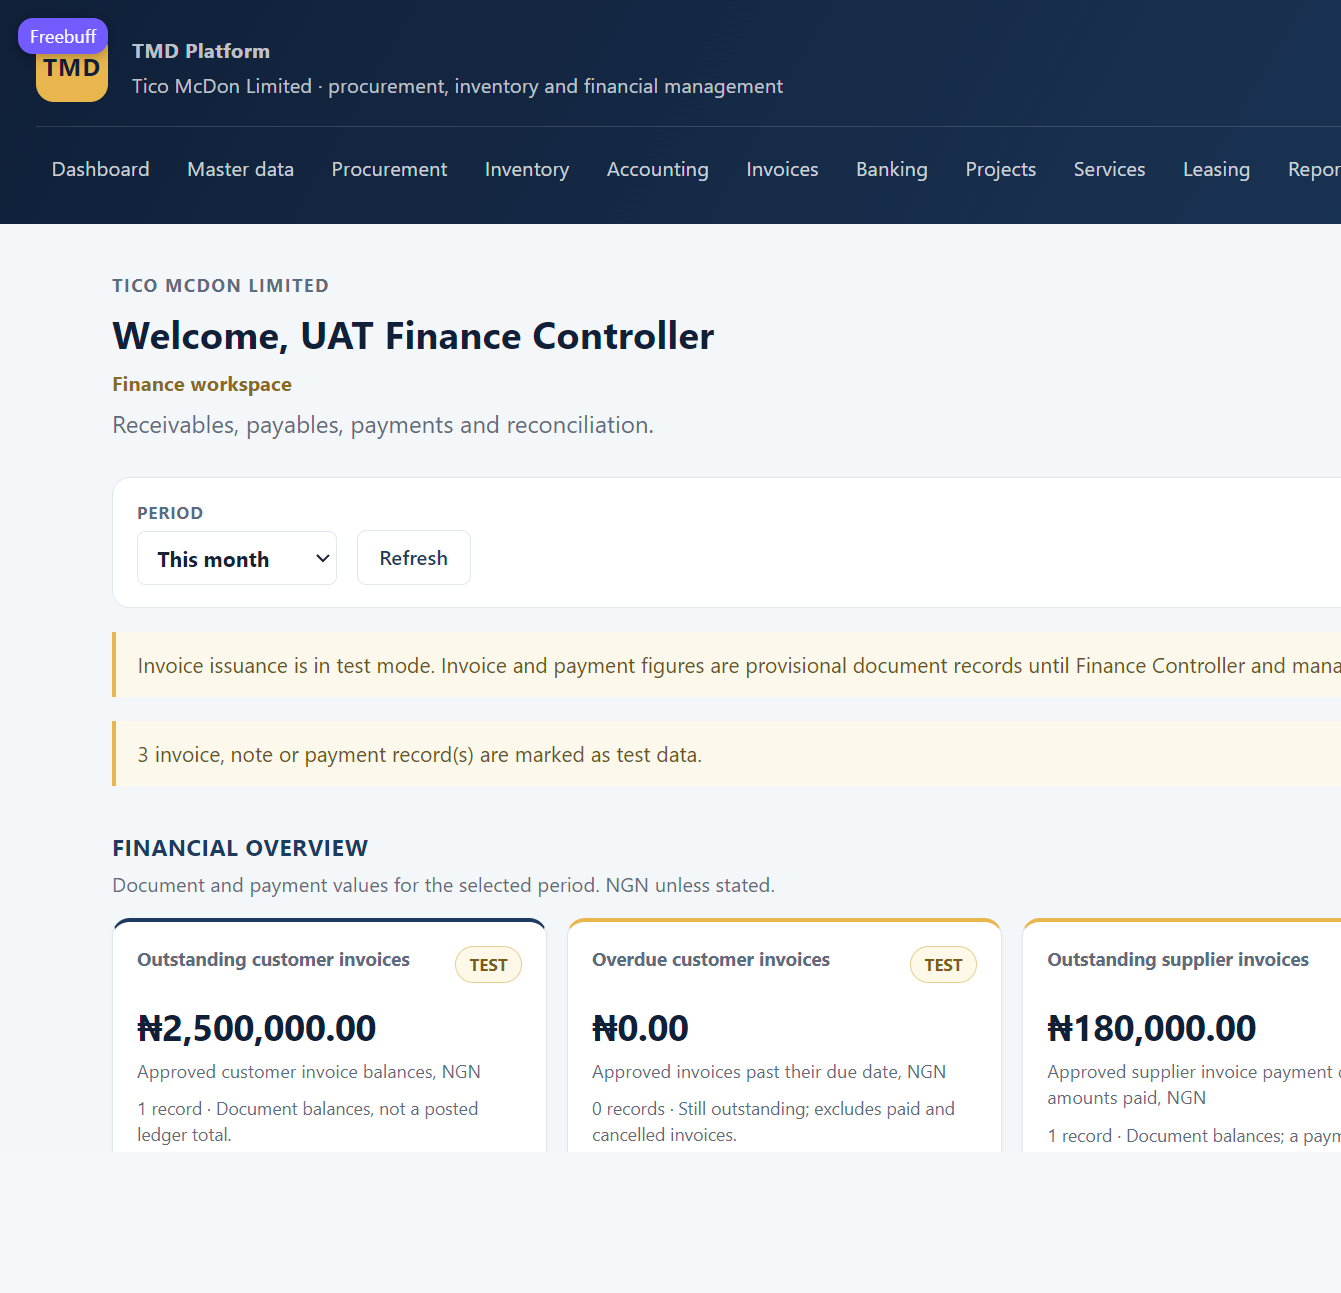 Freebuff
TMD
TMD Platform
Tico McDon Limited · procurement, inventory and financial management
Dashboard Master data Procurement Inventory Accounting Invoices Banking Projects Services Leasing Repor
TICO MCDON LIMITED
Welcome, UAT Finance Controller
Finance workspace
Receivables, payables, payments and reconciliation.
PERIOD
This month
Refresh
Invoice issuance is in test mode. Invoice and payment figures are provisional document records until Finance Controller and mana
3 invoice, note or payment record(s) are marked as test data.
FINANCIAL OVERVIEW
Document and payment values for the selected period. NGN unless stated.
Outstanding customer invoices
TEST
₦2,500,000.00
Approved customer invoice balances, NGN
1 record · Document balances, not a posted
ledger total.
Overdue customer invoices
TEST
₦0.00
Approved invoices past their due date, NGN
0 records · Still outstanding; excludes paid and
cancelled invoices.
Outstanding supplier invoices
₦180,000.00
Approved supplier invoice payment
amounts paid, NGN
1 record · Document balances; a paym